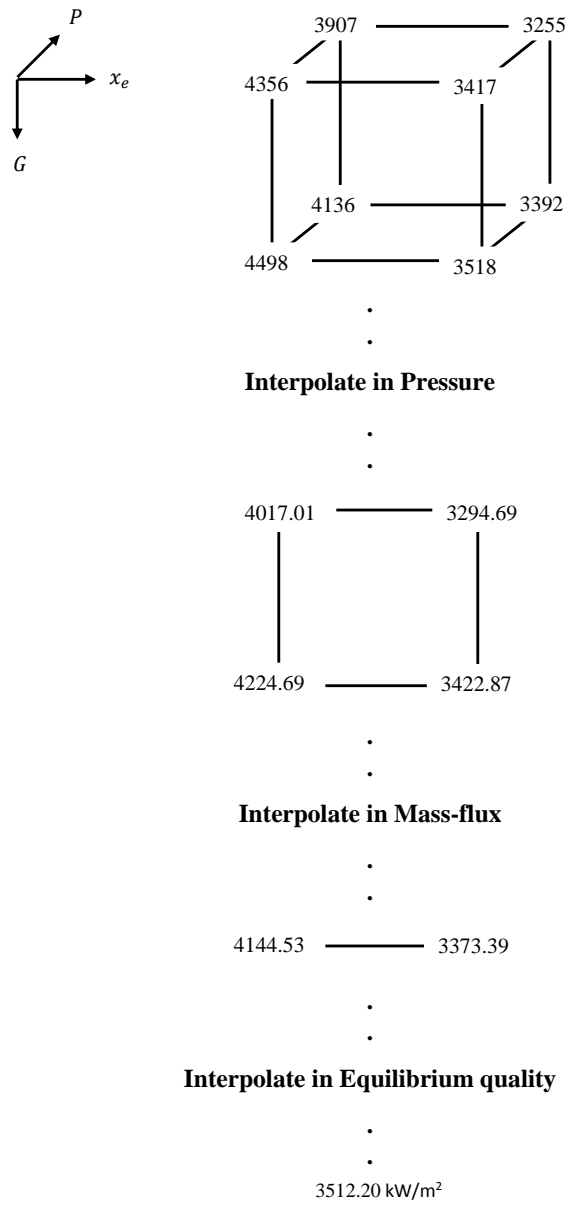 P
x_e
G
3907 3255
4356 3417
4136 3392
4498 3518
.
.
Interpolate in Pressure
.
.
4017.01 3294.69
4224.69 3422.87
.
.
Interpolate in Mass-flux
.
.
4144.53 3373.39
.
.
Interpolate in Equilibrium quality
.
.
3512.20 kW/m²